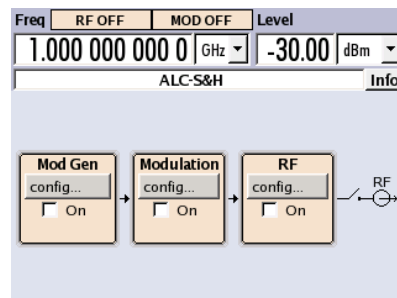 Freq RF OFF MOD OFF Level
1.000 000 000 0 GHz -30.00 dBm
ALC-S&H Info
Mod Gen Modulation RF
config... config... config... RF
On On On